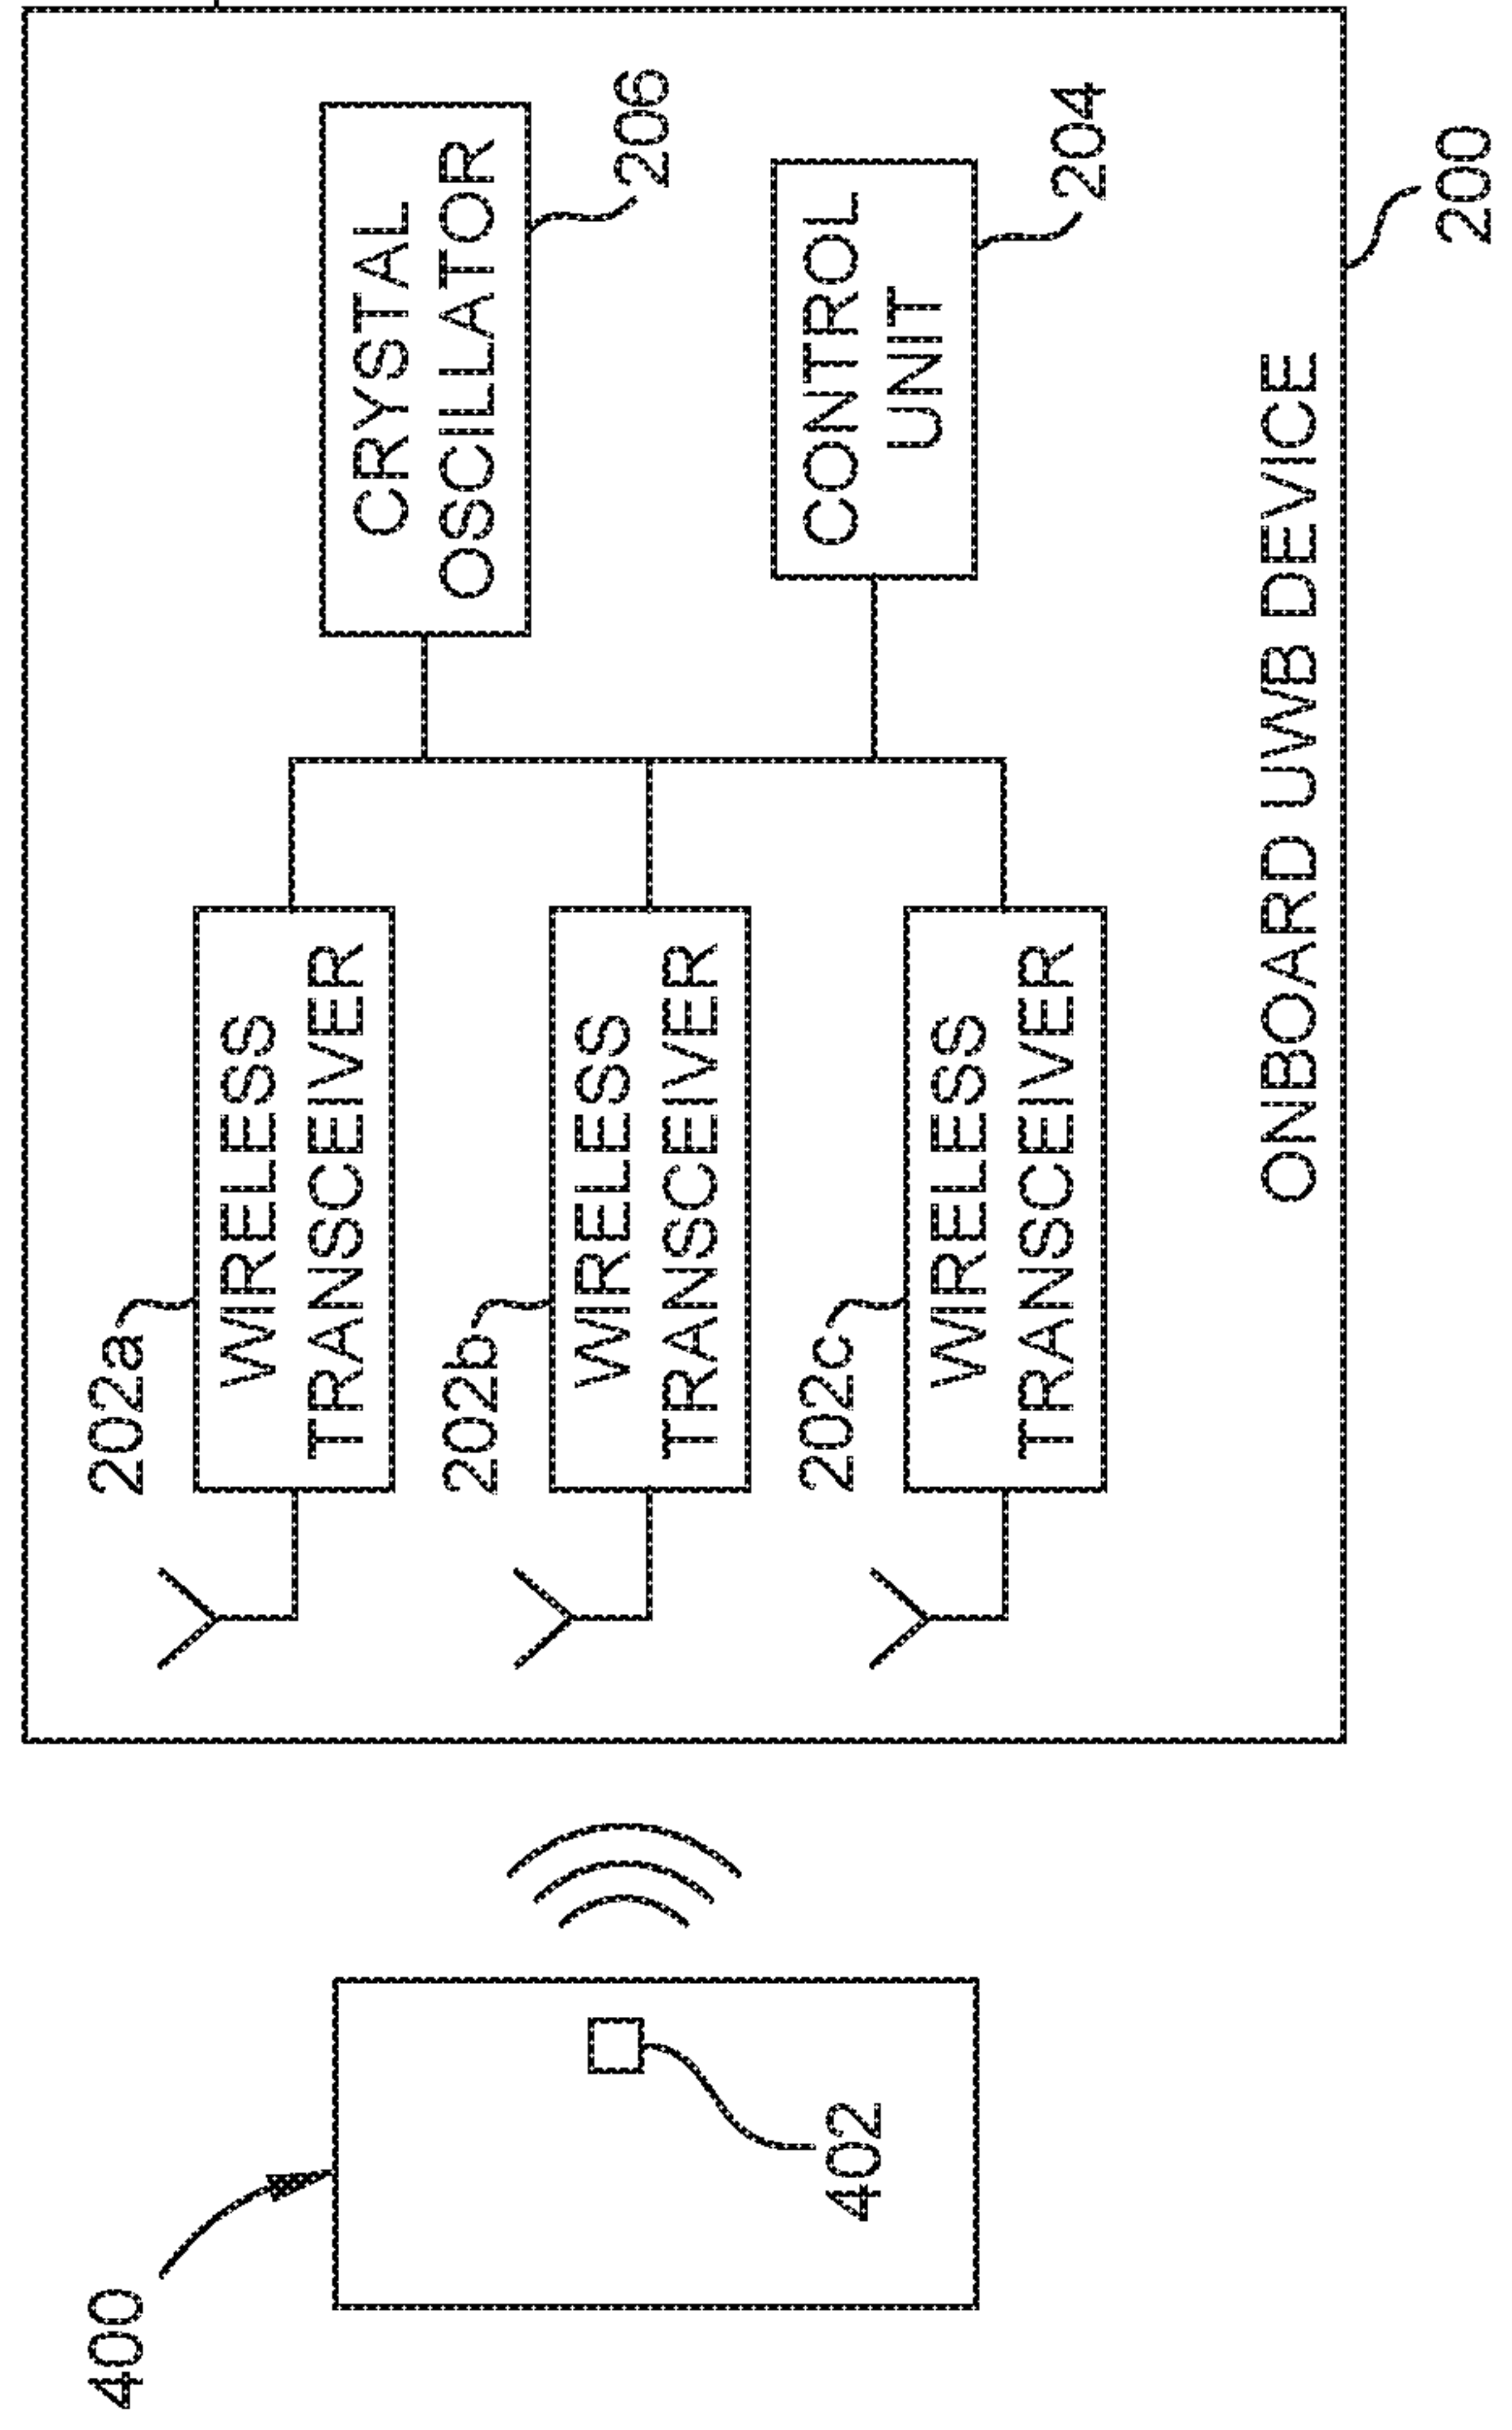 400
402
202a
WIRELESS
TRANSCEIVER
202b
WIRELESS
TRANSCEIVER
202c
WIRELESS
TRANSCEIVER
CRYSTAL
OSCILLATOR
206
CONTROL
UNIT
204
ONBOARD UWB DEVICE
200